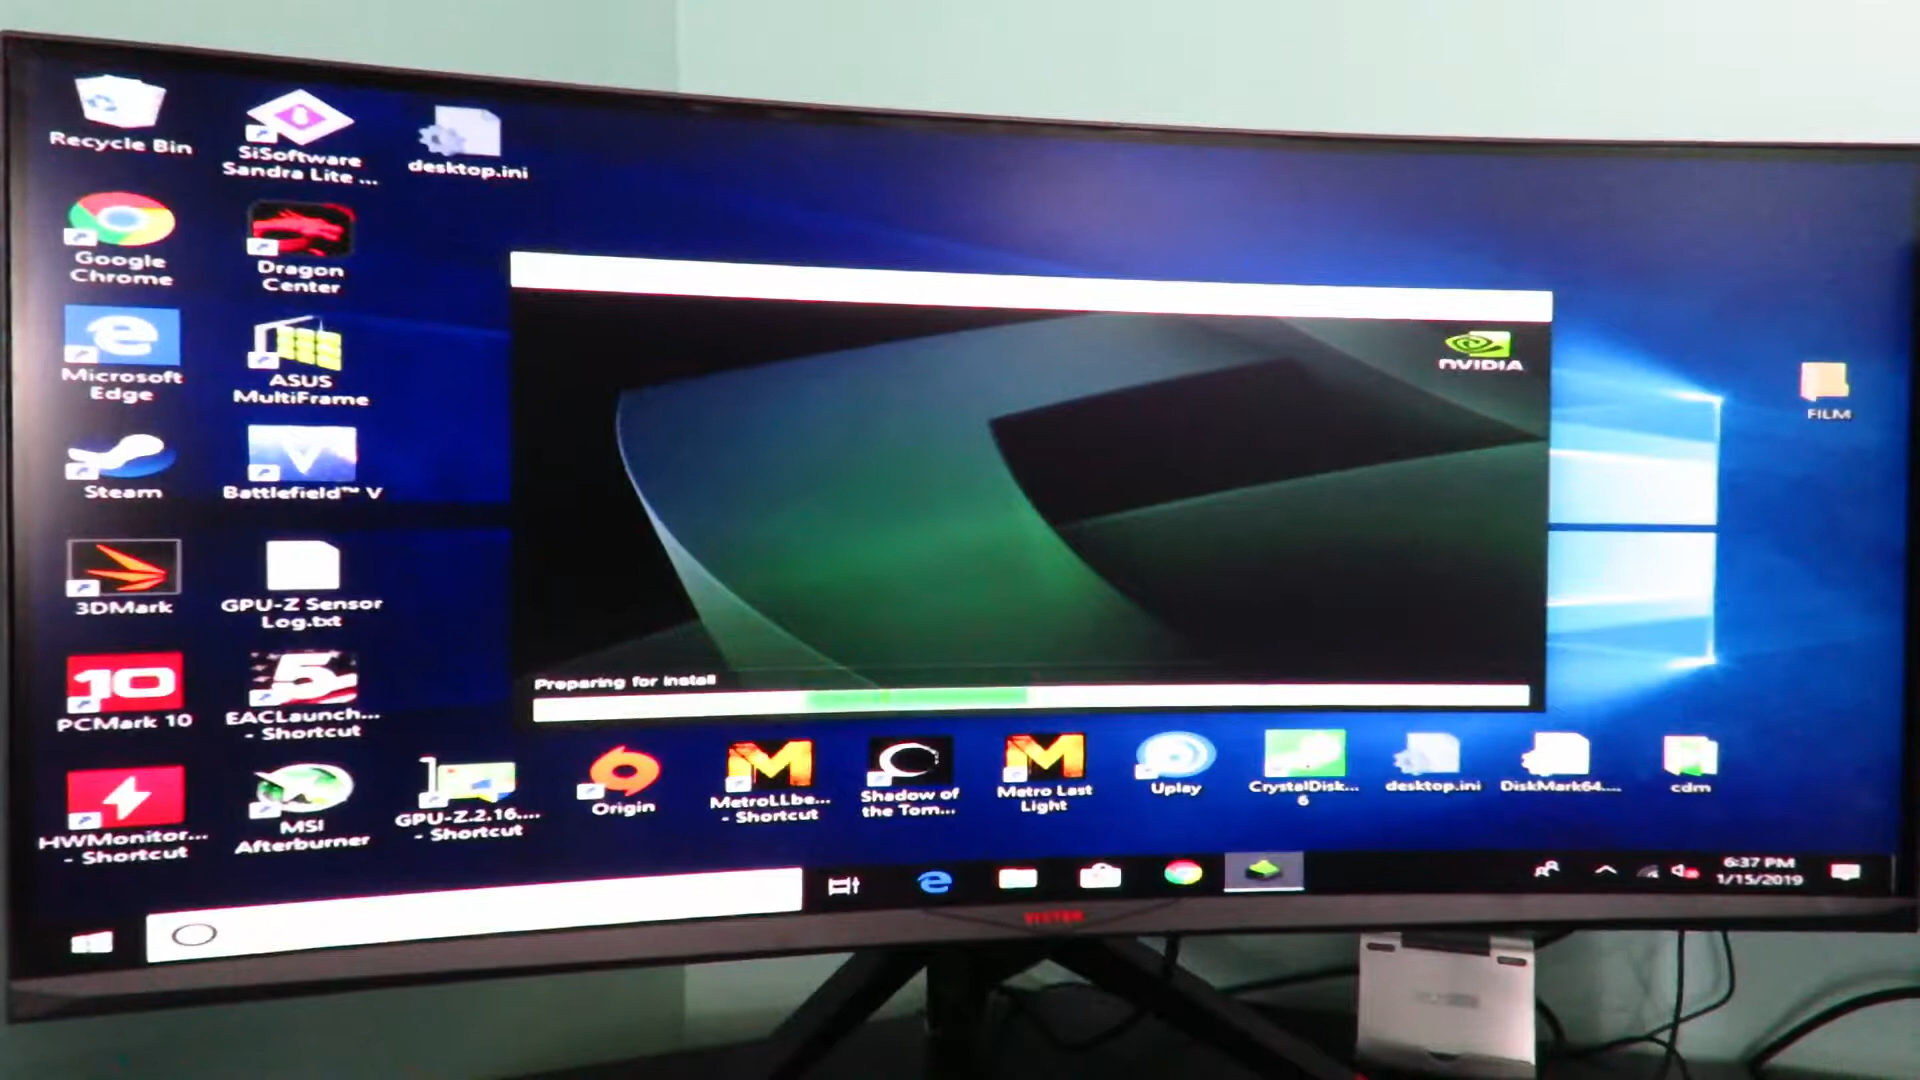 Recycle Bin
SiSoftware
Sandra Lite ...
desktop.ini
Google
Chrome
Dragon
Center
Microsoft
Edge
ASUS
MultiFrame
Steam
Battlefield™ V
3DMark
GPU-Z Sensor
Log.txt
10
PCMark 10
5
EACLaunch...
- Shortcut
HWMonitor...
- Shortcut
MSI
Afterburner
GPU-Z.2.16....
- Shortcut
Origin
MetroLLbe...
- Shortcut
Shadow of
the Tom...
Metro Last
Light
Uplay
CrystalDisk...
6
desktop.ini
DiskMark64....
cdm
FILM
NVIDIA
Preparing for install
6:37 PM
1/15/2019